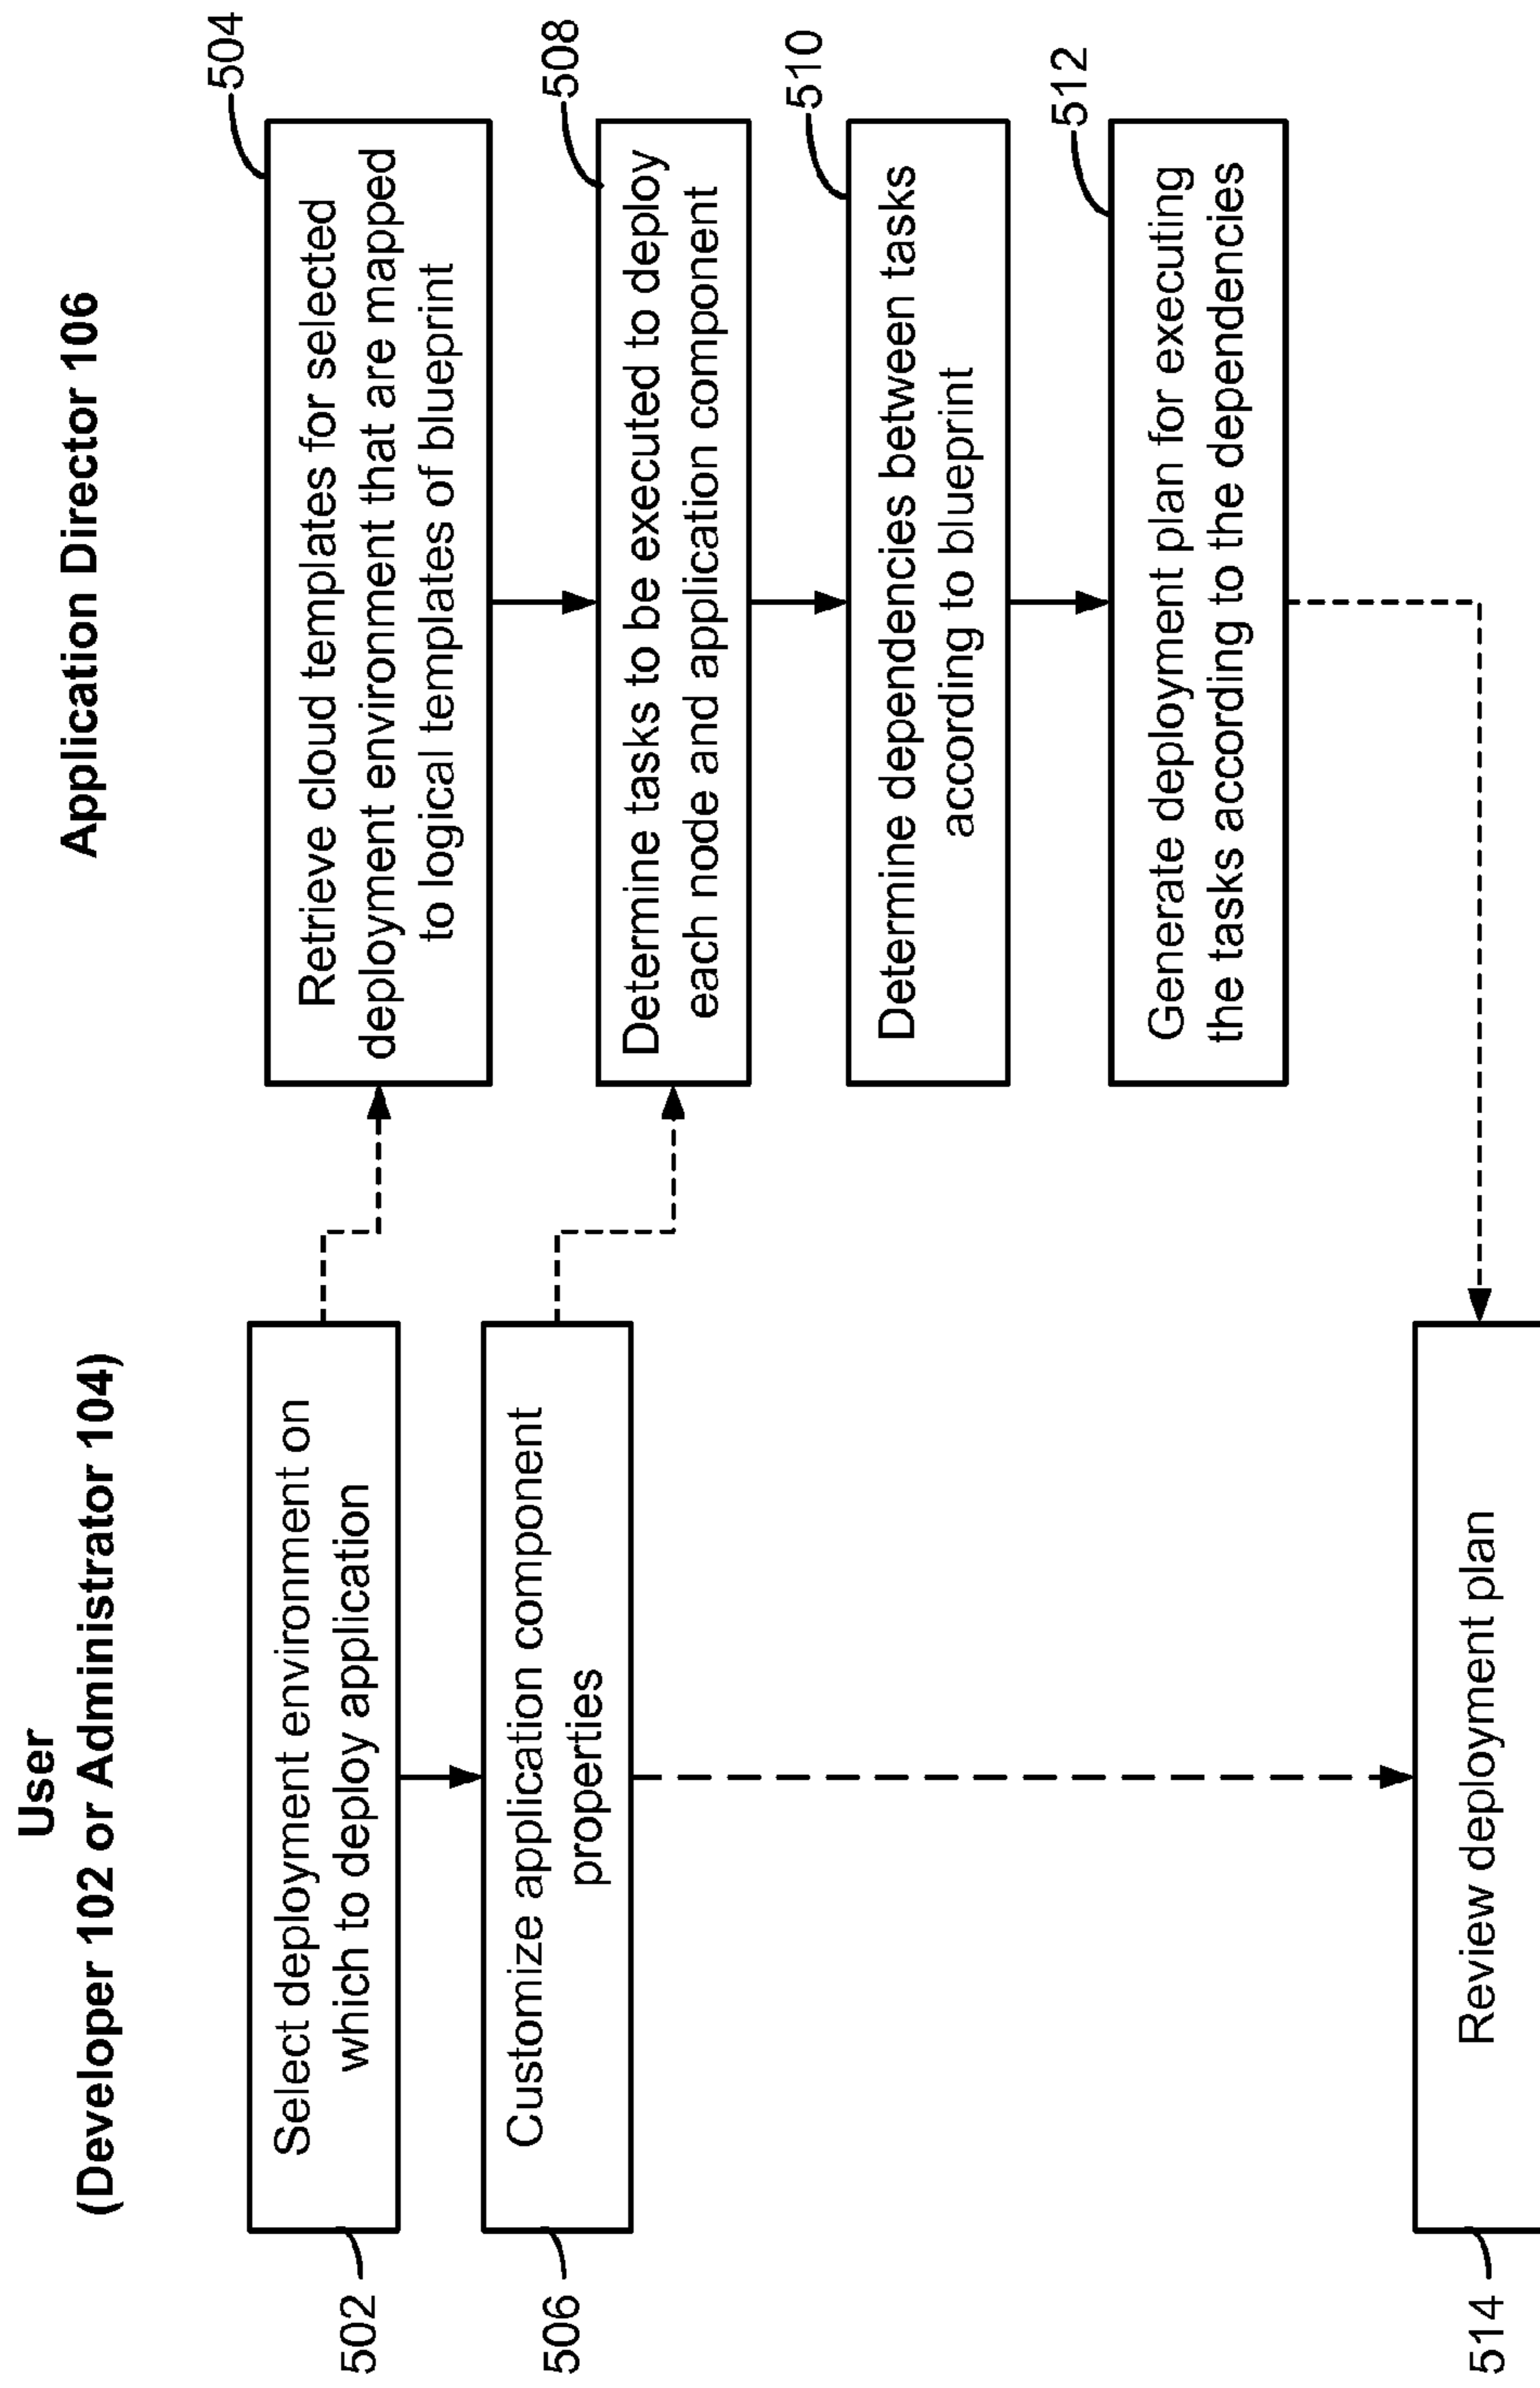 User
(Developer 102 or Administrator 104)
Application Director 106
502
Select deployment environment on
which to deploy application
504
Retrieve cloud templates for selected
deployment environment that are mapped
to logical templates of blueprint
506
Customize application component
properties
508
Determine tasks to be executed to deploy
each node and application component
510
Determine dependencies between tasks
according to blueprint
512
Generate deployment plan for executing
the tasks according to the dependencies
514
Review deployment plan